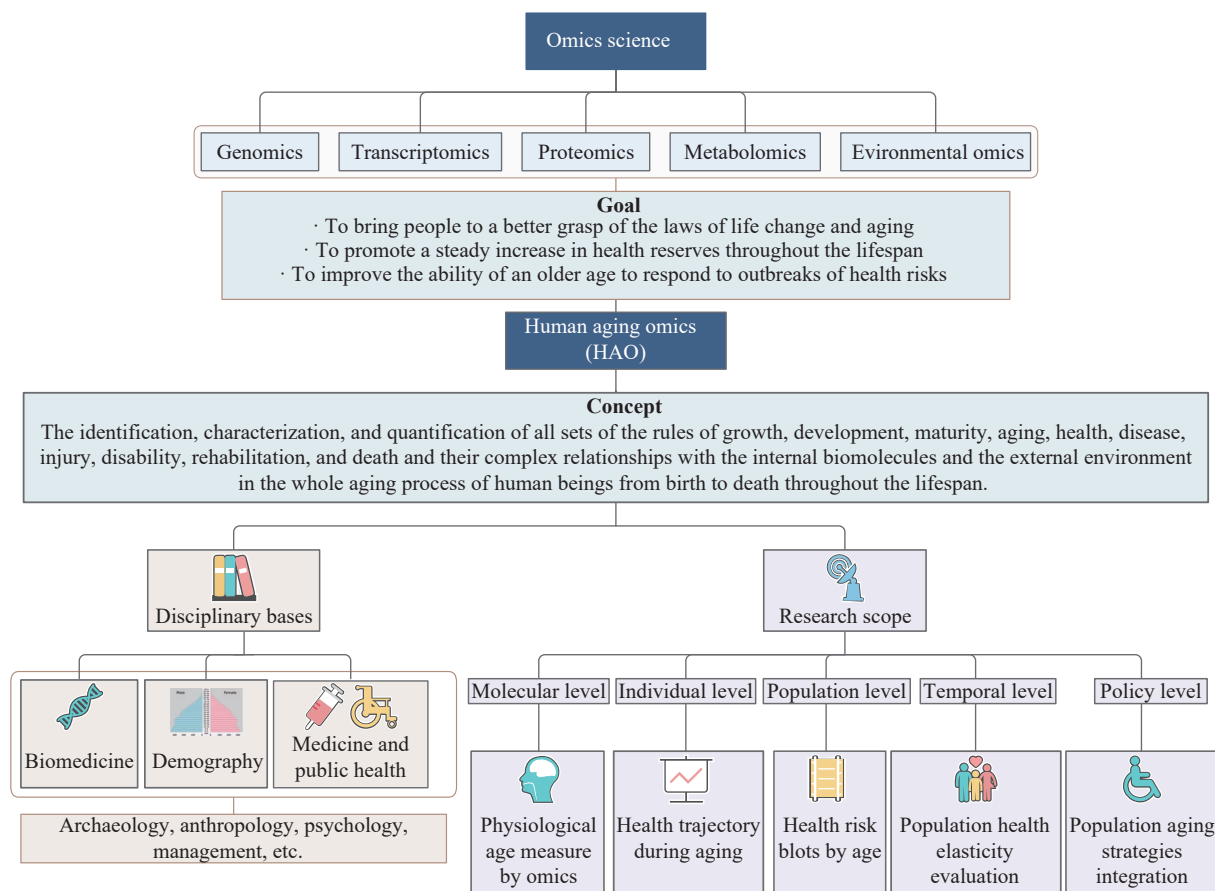 Omics science
Genomics
Transcriptomics
Proteomics
Metabolomics
Evironmental omics
Goal
· To bring people to a better grasp of the laws of life change and aging
· To promote a steady increase in health reserves throughout the lifespan
· To improve the ability of an older age to respond to outbreaks of health risks
Human aging omics
(HAO)
Concept
The identification, characterization, and quantification of all sets of the rules of growth, development, maturity, aging, health, disease,
injury, disability, rehabilitation, and death and their complex relationships with the internal biomolecules and the external environment
in the whole aging process of human beings from birth to death throughout the lifespan.
Disciplinary bases
Research scope
Biomedicine
Male
Female
Demography
Medicine and
public health
Archaeology, anthropology, psychology,
management, etc.
Molecular level
Individual level
Population level
Temporal level
Policy level
Physiological
age measure
by omics
Health trajectory
during aging
Health risk
blots by age
Population health
elasticity
evaluation
Population aging
strategies
integration